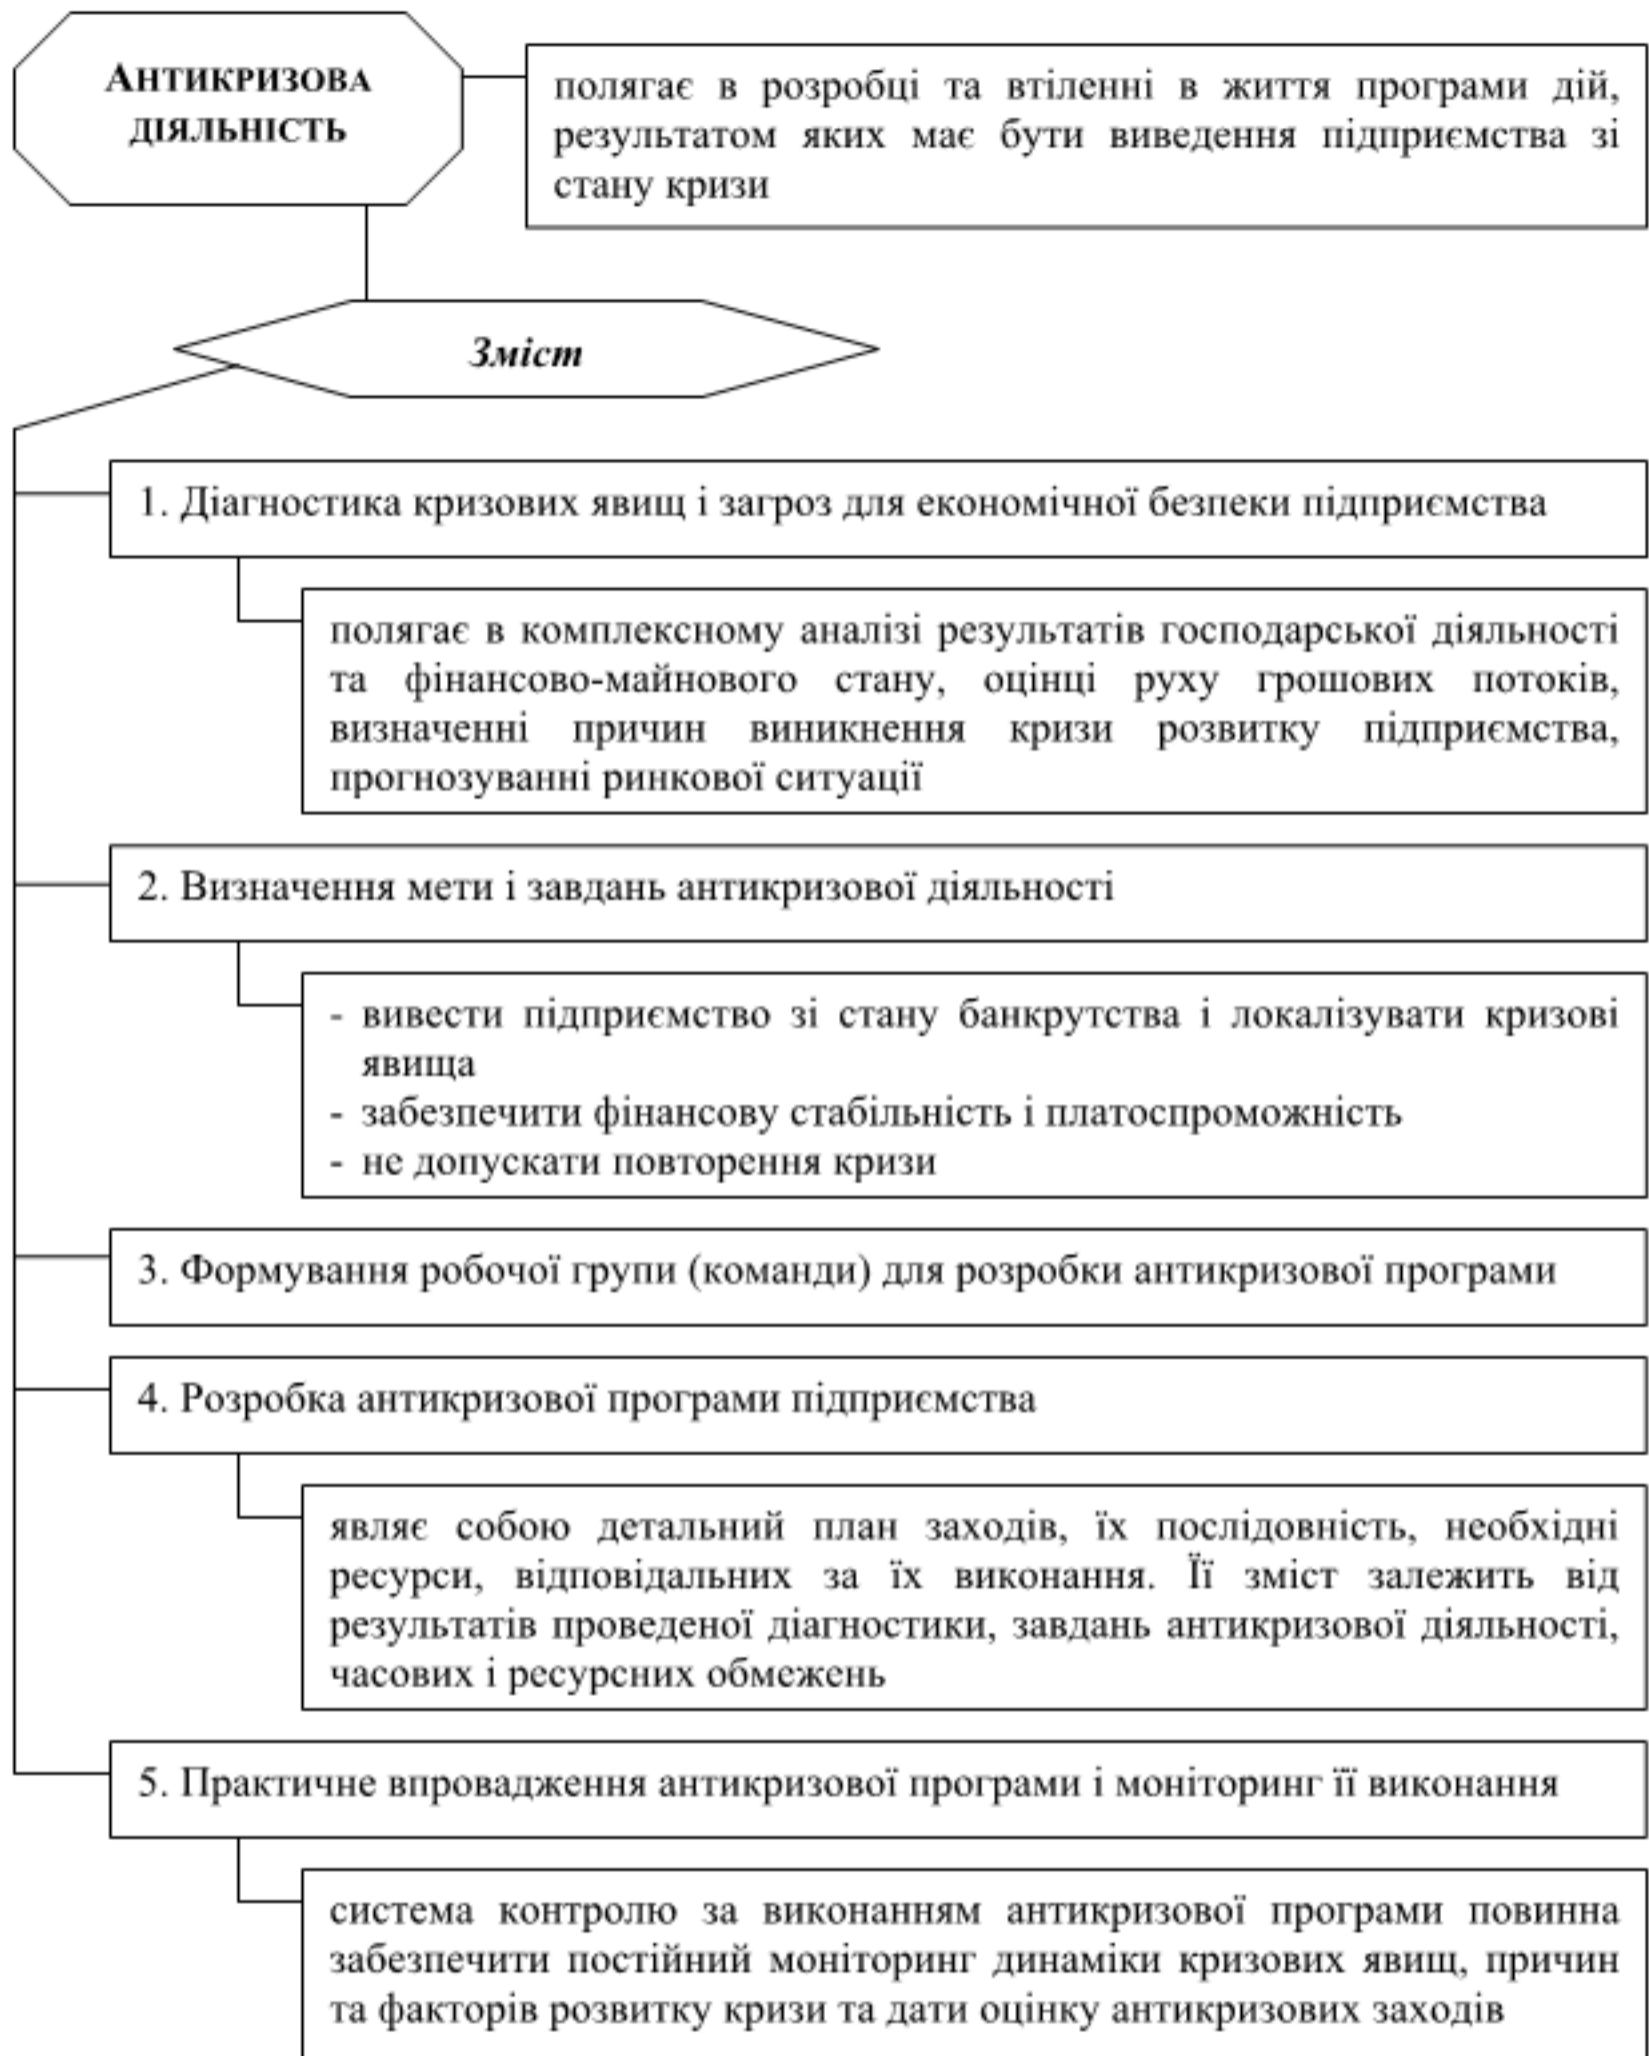 АНТИКРИЗОВА
ДІЯЛЬНІСТЬ
полягає в розробці та втіленні в життя програми дій,
результатом яких має бути виведення підприємства зі
стану кризи
Зміст
1. Діагностика кризових явищ і загроз для економічної безпеки підприємства
полягає в комплексному аналізі результатів господарської діяльності
та фінансово-майнового стану, оцінці руху грошових потоків,
визначенні причин виникнення кризи розвитку підприємства,
прогнозуванні ринкової ситуації
2. Визначення мети і завдань антикризової діяльності
- вивести підприємство зі стану банкрутства і локалізувати кризові
явища
- забезпечити фінансову стабільність і платоспроможність
- не допускати повторення кризи
3. Формування робочої групи (команди) для розробки антикризової програми
4. Розробка антикризової програми підприємства
являє собою детальний план заходів, їх послідовність, необхідні
ресурси, відповідальних за їх виконання. Її зміст залежить від
результатів проведеної діагностики, завдань антикризової діяльності,
часових і ресурсних обмежень
5. Практичне впровадження антикризової програми і моніторинг її виконання
система контролю за виконанням антикризової програми повинна
забезпечити постійний моніторинг динаміки кризових явищ, причин
та факторів розвитку кризи та дати оцінку антикризових заходів